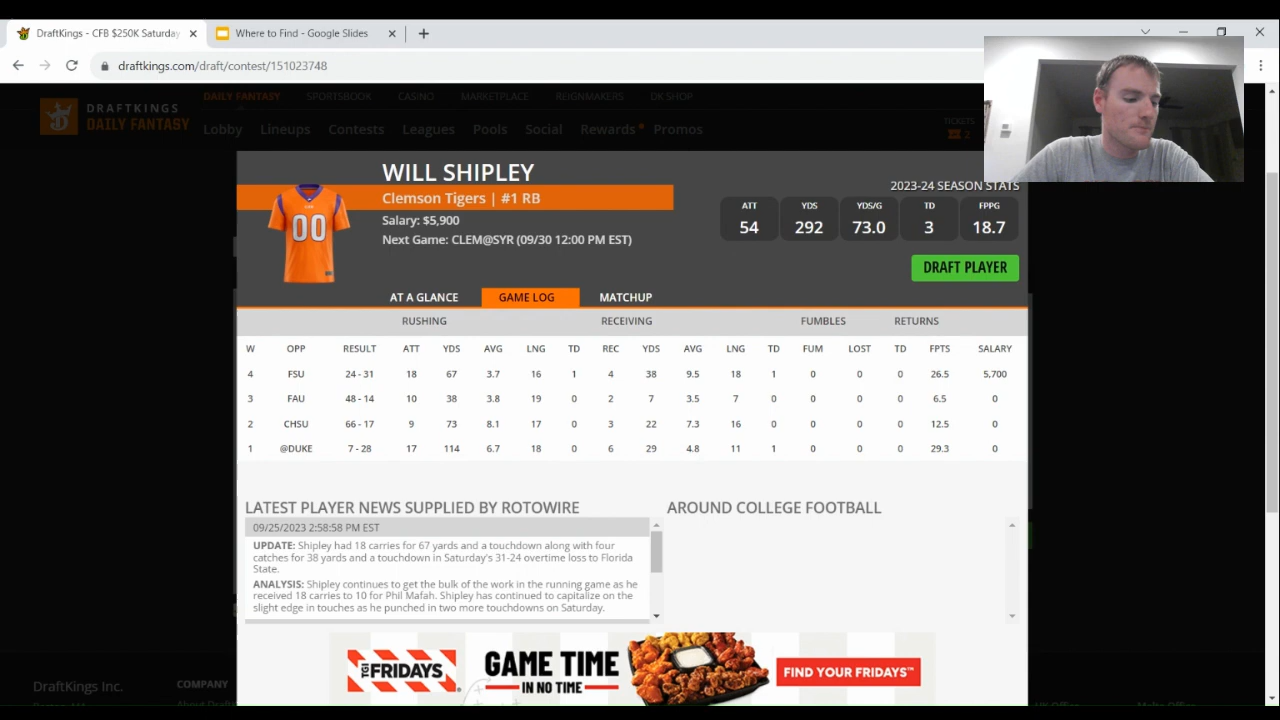 DraftKings - CFB $250K Saturday
Where to Find - Google Slides
draftkings.com/draft/contest/151023748
DRAFTKINGS
DAILY FANTASY
DAILY FANTASY SPORTSBOOK CASINO MARKETPLACE REIGNMAKERS DK SHOP
Lobby Lineups Contests Leagues Pools Social Rewards Promos
TICKETS
2
WILL SHIPLEY
Clemson Tigers | #1 RB
Salary: $5,900
Next Game: CLEM@SYR (09/30 12:00 PM EST)
00
2023-24 SEASON STATS
ATT YDS YDS/G TD FPPG
54 292 73.0 3 18.7
DRAFT PLAYER
AT A GLANCE GAME LOG MATCHUP
RUSHING RECEIVING FUMBLES RETURNS
W OPP RESULT ATT YDS AVG LNG TD REC YDS AVG LNG TD FUM LOST TD FPTS SALARY
4 FSU 24 - 31 18 67 3.7 16 1 4 38 9.5 18 1 0 0 0 26.5 5,700
3 FAU 48 - 14 10 38 3.8 19 0 2 7 3.5 7 0 0 0 0 6.5 0
2 CHSU 66 - 17 9 73 8.1 17 0 3 22 7.3 16 0 0 0 0 12.5 0
1 @DUKE 7 - 28 17 114 6.7 18 0 6 29 4.8 11 1 0 0 0 29.3 0
LATEST PLAYER NEWS SUPPLIED BY ROTOWIRE
09/25/2023 2:58:58 PM EST
UPDATE: Shipley had 18 carries for 67 yards and a touchdown along with four
catches for 38 yards and a touchdown in Saturday's 31-24 overtime loss to Florida
State.
ANALYSIS: Shipley continues to get the bulk of the work in the running game as he
received 18 carries to 10 for Phil Mafah. Shipley has continued to capitalize on the
slight edge in touches as he punched in two more touchdowns on Saturday.
AROUND COLLEGE FOOTBALL
TGI FRIDAYS
GAME TIME
IN NO TIME
FIND YOUR FRIDAYS™
DraftKings Inc.
COMPANY